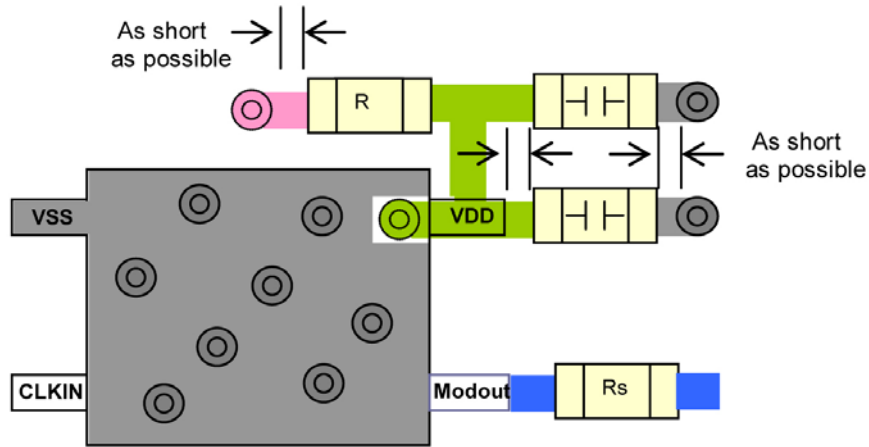 As short
as possible
R
As short
as possible
VSS
VDD
CLKIN
Modout
Rs